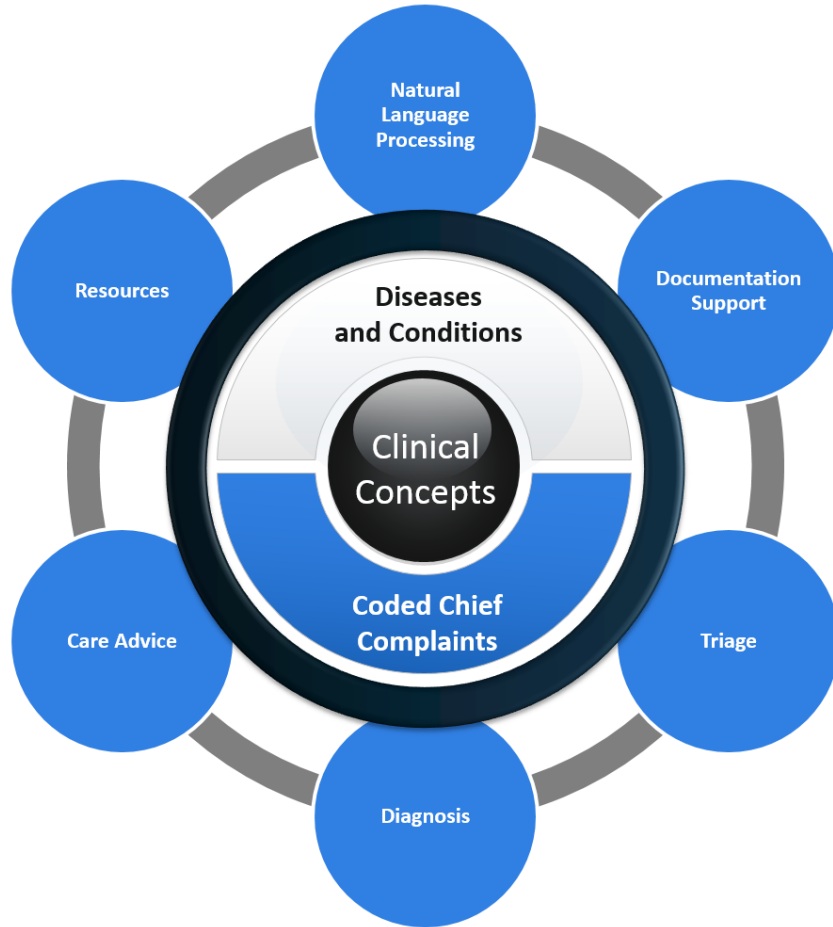 Natural
Language
Processing
Resources
Documentation
Support
Diseases
and Conditions
Clinical
Concepts
Coded Chief
Complaints
Care Advice
Triage
Diagnosis